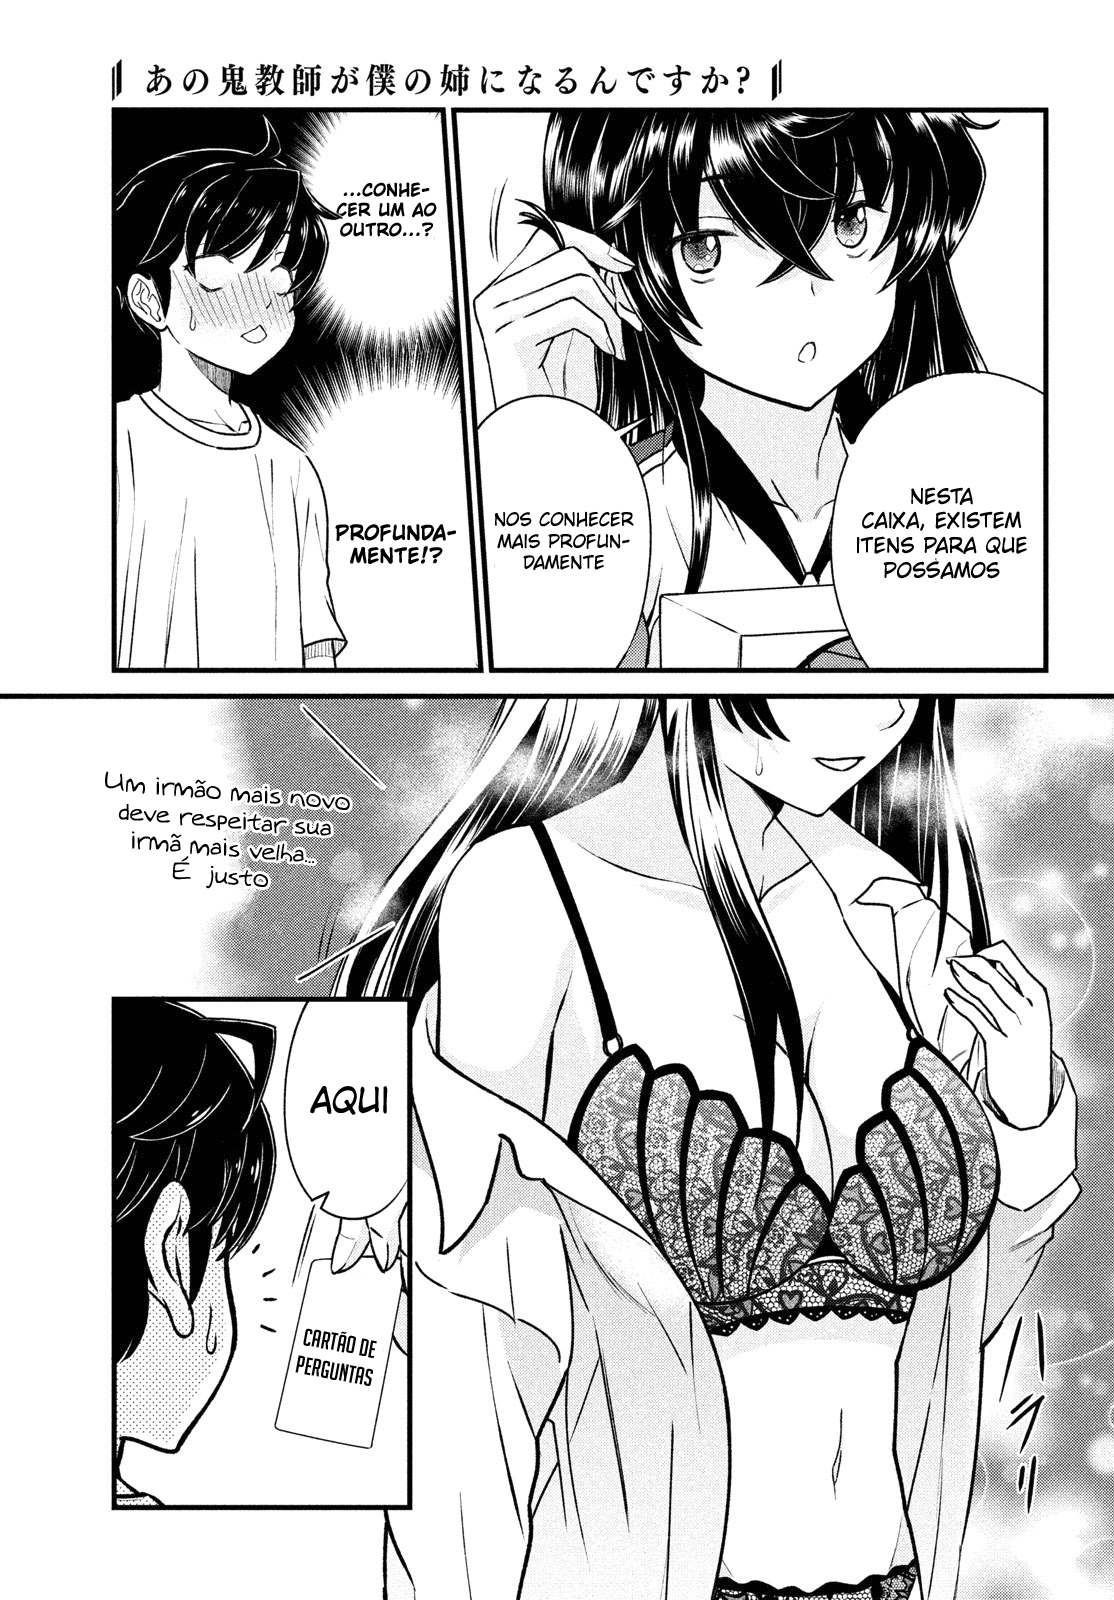 あの鬼教師が僕の姉になるんですか?
NESTA
CAIXA, EXISTEM
ITENS PARA QUE
POSSAMOS
NOS CONHECER
MAIS PROFUN-
DAMENTE
...CONHE-
CER UM AO
OUTRO...?
PROFUNDA-
MENTE!?
Um irmão mais novo
deve respeitar sua
irmã mais velha...
É justo
AQUI
CARTÃO DE
PERGUNTAS